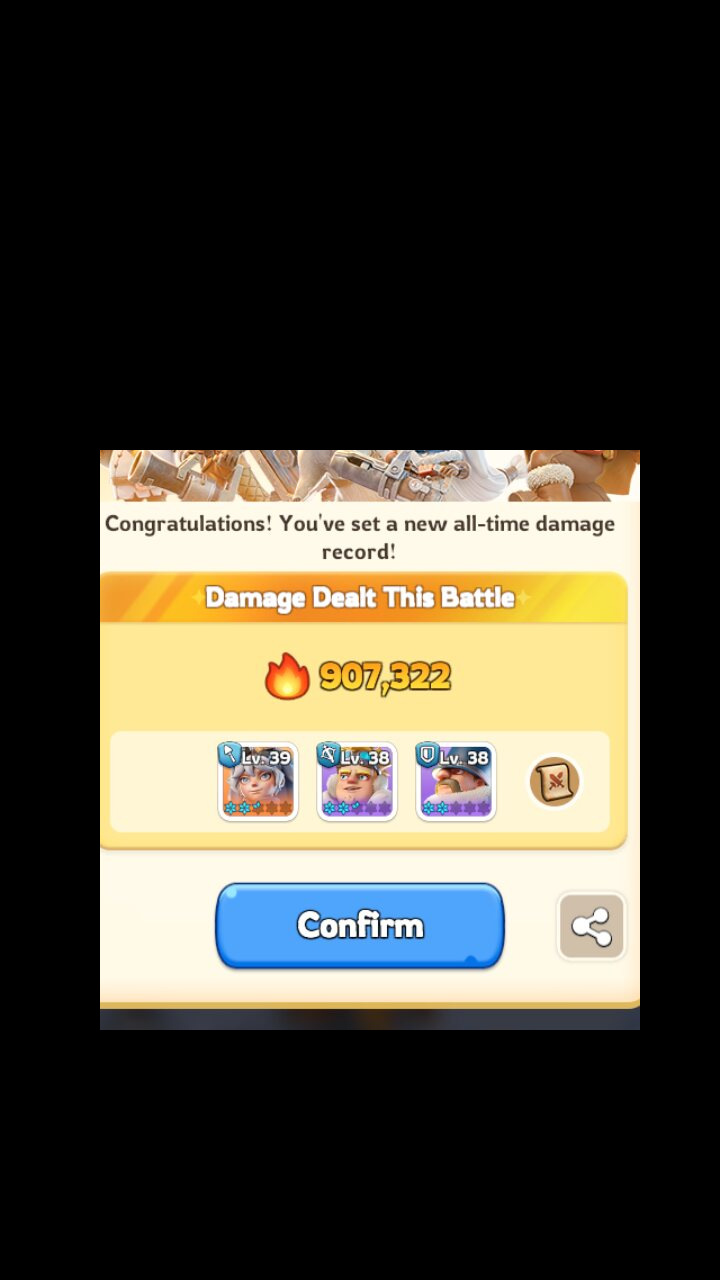 Congratulations! You've set a new all-time damage
record!
Damage Dealt This Battle
907,322
Lv. 39
Lv. 38
Lv. 38
Confirm